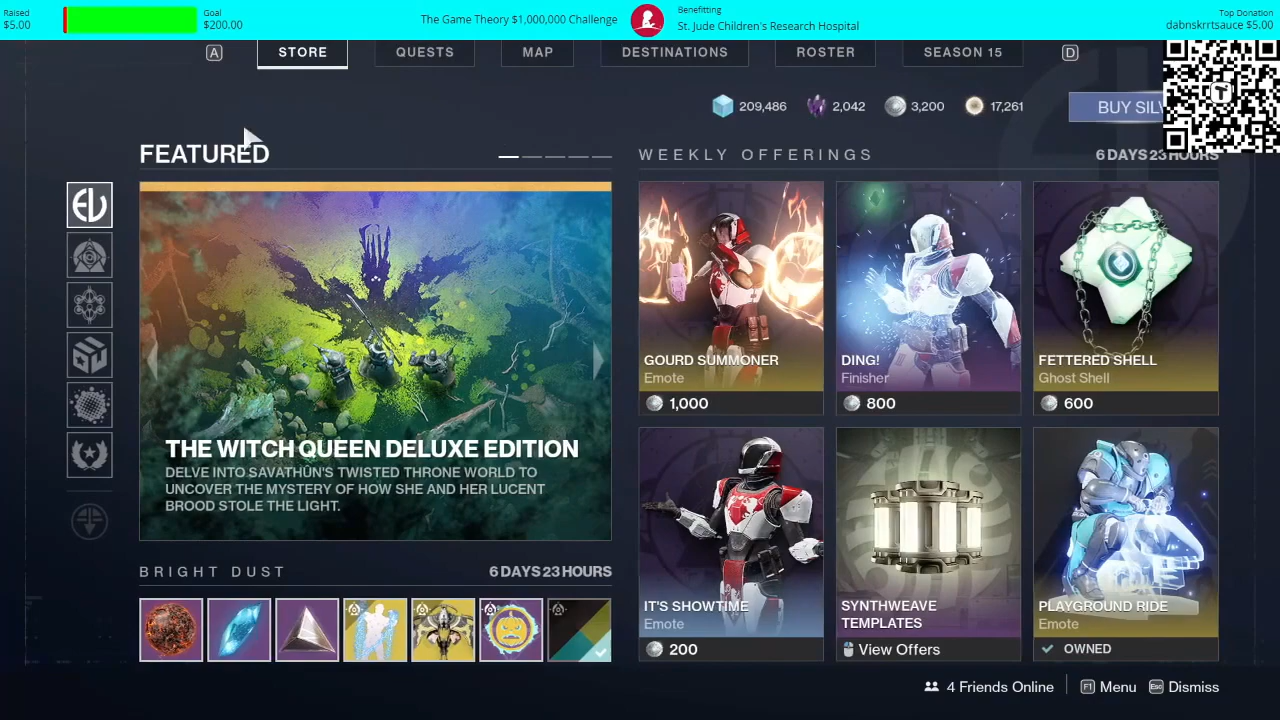 Raised
$5.00
Goal
$200.00
The Game Theory $1,000,000 Challenge
Benefitting
St. Jude Children's Research Hospital
Top Donation
dabnskrrtsauce $5.00
A
STORE
QUESTS
MAP
DESTINATIONS
ROSTER
SEASON 15
D
209,486
2,042
3,200
17,261
BUY SILV
FEATURED
WEEKLY OFFERINGS
6 DAYS 23 HOURS
THE WITCH QUEEN DELUXE EDITION
DELVE INTO SAVATHÛN'S TWISTED THRONE WORLD TO
UNCOVER THE MYSTERY OF HOW SHE AND HER LUCENT
BROOD STOLE THE LIGHT.
GOURD SUMMONER
Emote
1,000
DING!
Finisher
800
FETTERED SHELL
Ghost Shell
600
IT'S SHOWTIME
Emote
200
SYNTHWEAVE
TEMPLATES
View Offers
PLAYGROUND RIDE
Emote
OWNED
BRIGHT DUST
6 DAYS 23 HOURS
4 Friends Online
F1 Menu
Esc Dismiss